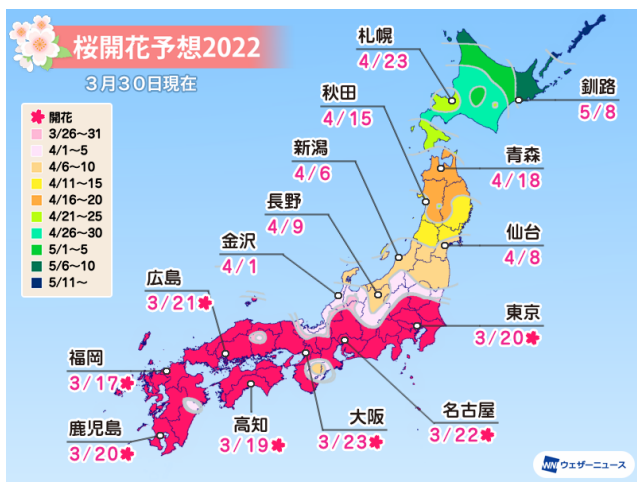 桜開花予想2022
3月30日現在
開花
3/26～31
4/1～5
4/6～10
4/11～15
4/16～20
4/21～25
4/26～30
5/1～5
5/6～10
5/11～
札幌
4/23
釧路
5/8
秋田
4/15
青森
4/18
新潟
4/6
仙台
4/8
長野
4/9
金沢
4/1
広島
3/21
東京
3/20
福岡
3/17
名古屋
3/22
大阪
3/23
高知
3/19
鹿児島
3/20
WNI ウェザーニュース